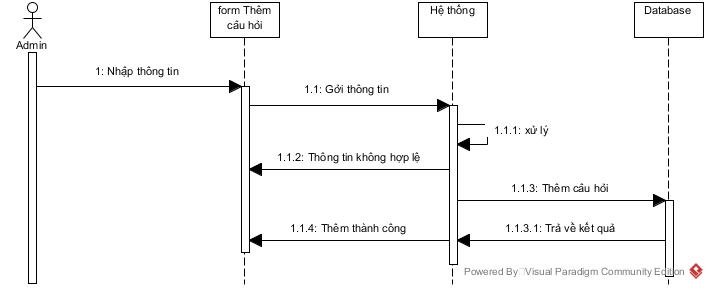 form Thêm
câu hỏi
Hệ thống
Database
Admin
1: Nhập thông tin
1.1: Gởi thông tin
1.1.1: xử lý
1.1.2: Thông tin không hợp lệ
1.1.3: Thêm câu hỏi
1.1.4: Thêm thành công
1.1.3.1: Trả về kết quả
Powered By Visual Paradigm Community Edition